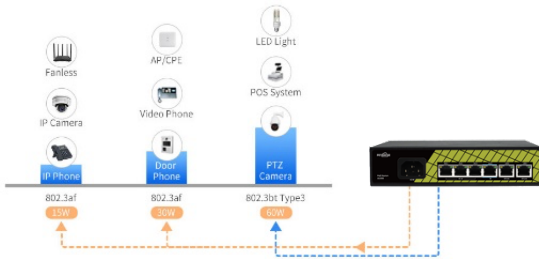 Fanless
IP Camera
IP Phone
802.3af
15W
AP/CPE
Video Phone
Door
Phone
802.3af
30W
LED Light
POS System
PTZ
Camera
802.3bt Type3
60W